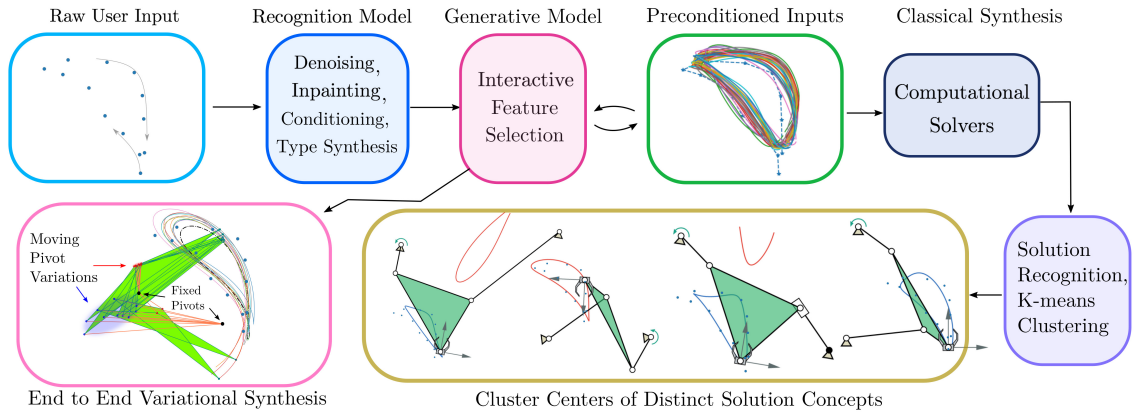 Raw User Input
Recognition Model
Generative Model
Preconditioned Inputs
Classical Synthesis
Denoising,
Inpainting,
Conditioning,
Type Synthesis
Interactive
Feature
Selection
Computational
Solvers
Moving
Pivot
Variations
Fixed
Pivots
Solution
Recognition,
K-means
Clustering
End to End Variational Synthesis
Cluster Centers of Distinct Solution Concepts